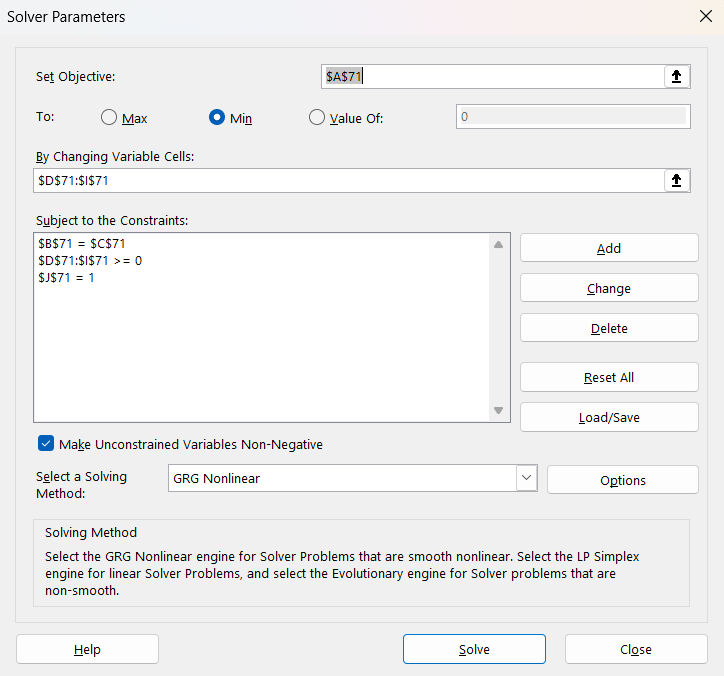 Solver Parameters
Set Objective: $A$71
To: Max Min Value Of: 0
By Changing Variable Cells:
$D$71:$I$71
Subject to the Constraints:
$B$71 = $C$71
$D$71:$I$71 >= 0
$J$71 = 1
Add
Change
Delete
Reset All
Load/Save
Make Unconstrained Variables Non-Negative
Select a Solving
Method:
GRG Nonlinear
Options
Solving Method
Select the GRG Nonlinear engine for Solver Problems that are smooth nonlinear. Select the LP Simplex
engine for linear Solver Problems, and select the Evolutionary engine for Solver problems that are
non-smooth.
Help Solve Close